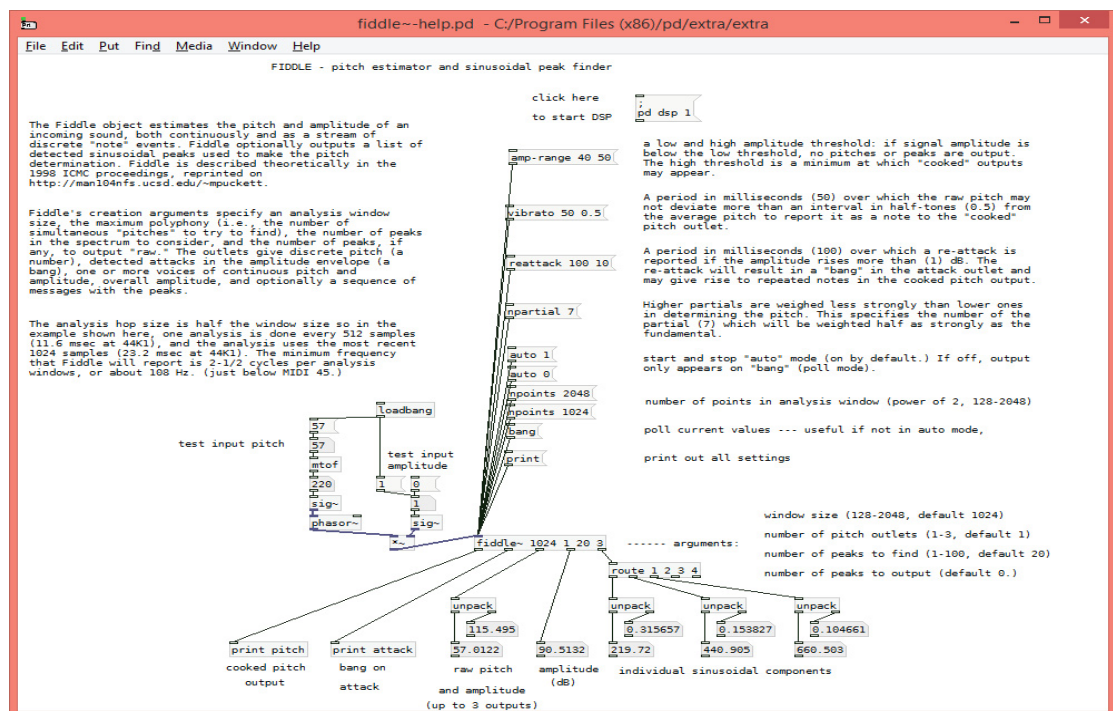 fiddle~-help.pd - C:/Program Files (x86)/pd/extra/extra
File Edit Put Find Media Window Help
FIDDLE - pitch estimator and sinusoidal peak finder
click here
to start DSP
;
pd dsp 1
The Fiddle object estimates the pitch and amplitude of an
incoming sound, both continuously and as a stream of
discrete "note" events. Fiddle optionally outputs a list of
detected sinusoidal peaks used to make the pitch
determination. Fiddle is described theoretically in the
1998 ICMC proceedings, reprinted on
http://man104nfs.ucsd.edu/~mpuckett.
Fiddle's creation arguments specify an analysis window
size, the maximum polyphony (i.e., the number of
simultaneous "pitches" to try to find), the number of peaks
in the spectrum to consider, and the number of peaks, if
any, to output "raw." The outlets give discrete pitch (a
number), detected attacks in the amplitude envelope (a
bang), one or more voices of continuous pitch and
amplitude, overall amplitude, and optionally a sequence of
messages with the peaks.
The analysis hop size is half the window size so in the
example shown here, one analysis is done every 512 samples
(11.6 msec at 44K1), and the analysis uses the most recent
1024 samples (23.2 msec at 44K1). The minimum frequency
that Fiddle will report is 2-1/2 cycles per analysis
windows, or about 108 Hz. (just below MIDI 45.)
amp-range 40 50
a low and high amplitude threshold: if signal amplitude is
below the low threshold, no pitches or peaks are output.
The high threshold is a minimum at which "cooked" outputs
may appear.
vibrato 50 0.5
A period in milliseconds (50) over which the raw pitch may
not deviate more than an interval in half-tones (0.5) from
the average pitch to report it as a note to the "cooked"
pitch outlet.
reattack 100 10
A period in milliseconds (100) over which a re-attack is
reported if the amplitude rises more than (1) dB. The
re-attack will result in a "bang" in the attack outlet and
may give rise to repeated notes in the cooked pitch output.
npartial 7
Higher partials are weighed less strongly than lower ones
in determining the pitch. This specifies the number of the
partial (7) which will be weighted half as strongly as the
fundamental.
auto 1
auto 0
start and stop "auto" mode (on by default.) If off, output
only appears on "bang" (poll mode).
npoints 2048
npoints 1024
number of points in analysis window (power of 2, 128-2048)
bang
poll current values --- useful if not in auto mode,
print
print out all settings
loadbang
test input pitch
57
57
mtof
220
sig~
phasor~
test input
amplitude
1
0
1
sig~
*~
fiddle~ 1024 1 20 3
------ arguments:
window size (128-2048, default 1024)
number of pitch outlets (1-3, default 1)
number of peaks to find (1-100, default 20)
number of peaks to output (default 0.)
route 1 2 3 4
unpack
unpack
unpack
unpack
115.495
0.315657
0.153827
0.104661
print pitch
print attack
57.0122
90.5132
219.72
440.905
660.503
cooked pitch
output
bang on
attack
raw pitch
and amplitude
(up to 3 outputs)
amplitude
(dB)
individual sinusoidal components